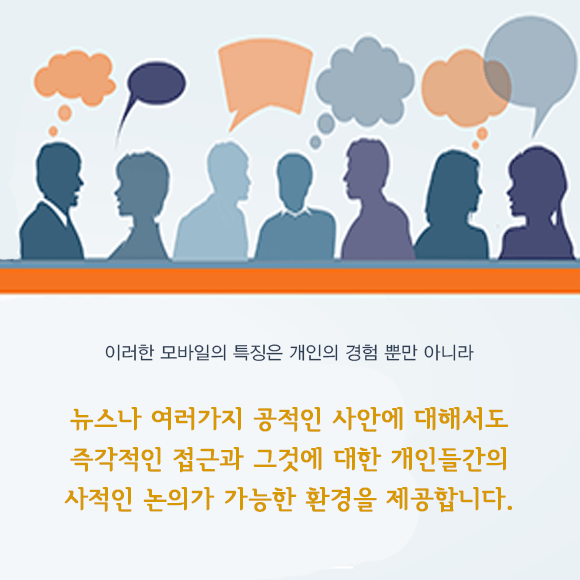 이러한 모바일의 특징은 개인의 경험 뿐만 아니라
뉴스나 여러가지 공적인 사안에 대해서도
즉각적인 접근과 그것에 대한 개인들간의
사적인 논의가 가능한 환경을 제공합니다.